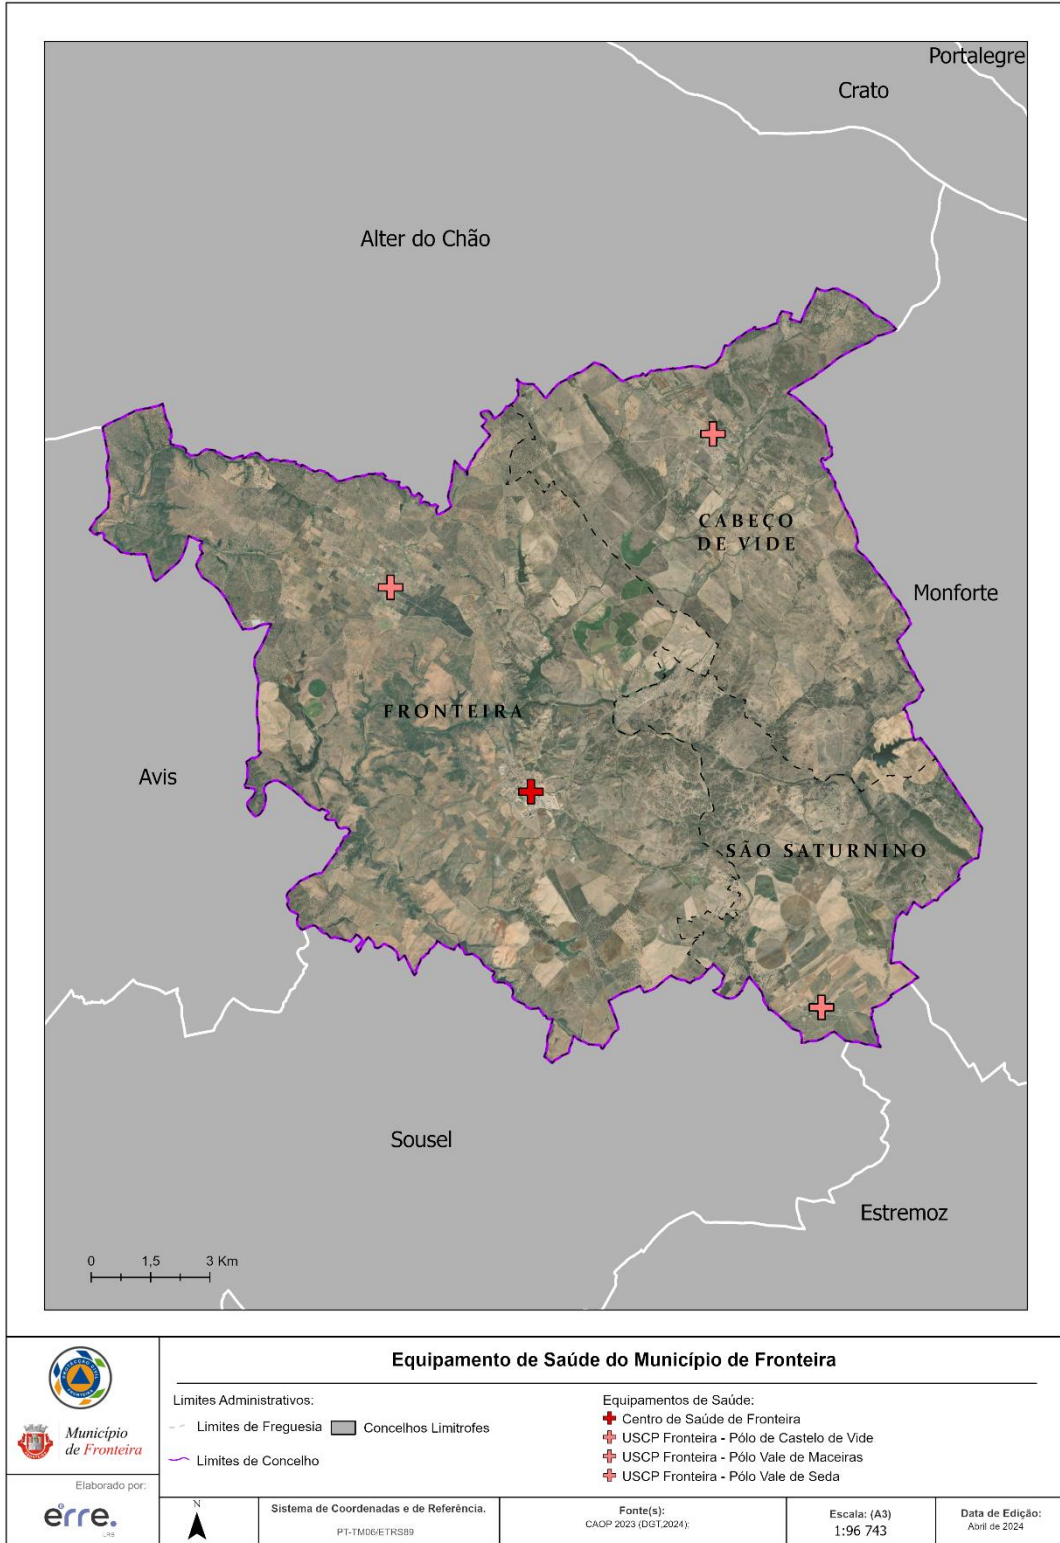 Portalegre
Crato
Alter do Chão
CABEÇO
DE VIDE
Monforte
FRONTEIRA
Avis
SÃO SATURNINO
Sousel
Estremoz
0 1,5 3 Km
Equipamento de Saúde do Município de Fronteira
Limites Administrativos:
Limites de Freguesia
Concelhos Limitrofes
Limites de Concelho
Equipamentos de Saúde:
Centro de Saúde de Fronteira
USCP Fronteira - Pólo de Castelo de Vide
USCP Fronteira - Pólo Vale de Maceiras
USCP Fronteira - Pólo Vale de Seda
PROTECÇÃO CIVIL
FRONTEIRA
Município
de Fronteira
Elaborado por:
erre.
N
Sistema de Coordenadas e de Referência.
PT-TM06/ETRS89
Fonte(s):
CAOP 2023 (DGT,2024);
Escala: (A3)
1:96 743
Data de Edição:
Abril de 2024